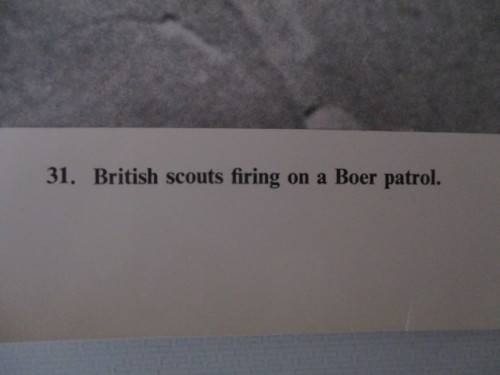 31. British scouts firing on a Boer patrol.